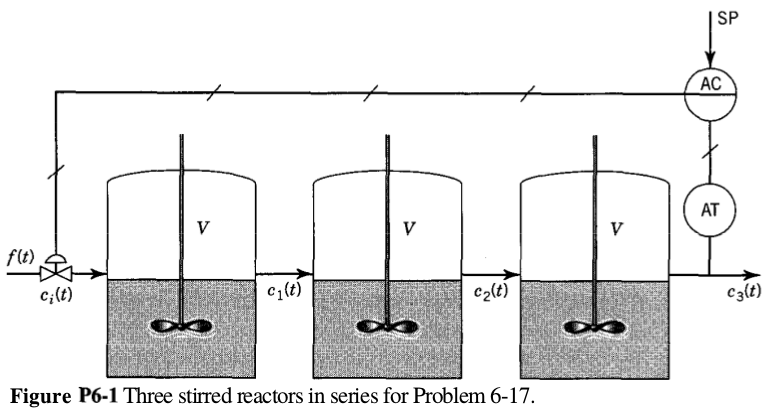 SP
AC
AT
V
V
V
f(t)
c_i(t)
c_1(t)
c_2(t)
c_3(t)
Figure P6-1 Three stirred reactors in series for Problem 6-17.